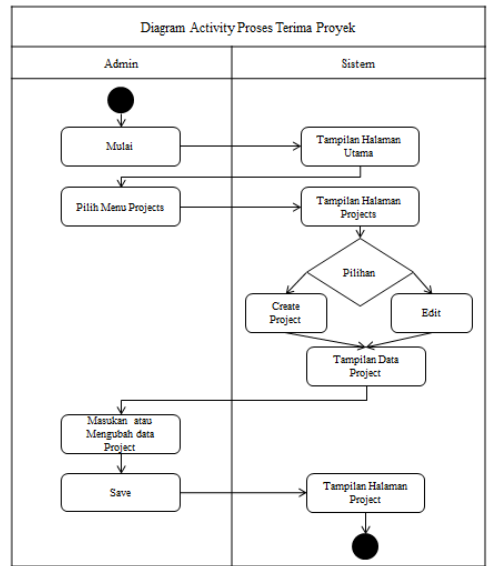 Diagram Activity Proses Terima Proyek
Admin
Sistem
Mulai
Tampilan Halaman
Utama
Pilih Menu Projects
Tampilan Halaman
Projects
Pilihan
Create
Project
Edit
Tampilan Data
Project
Masukan atau
Mengubah data
Project
Save
Tampilan Halaman
Project